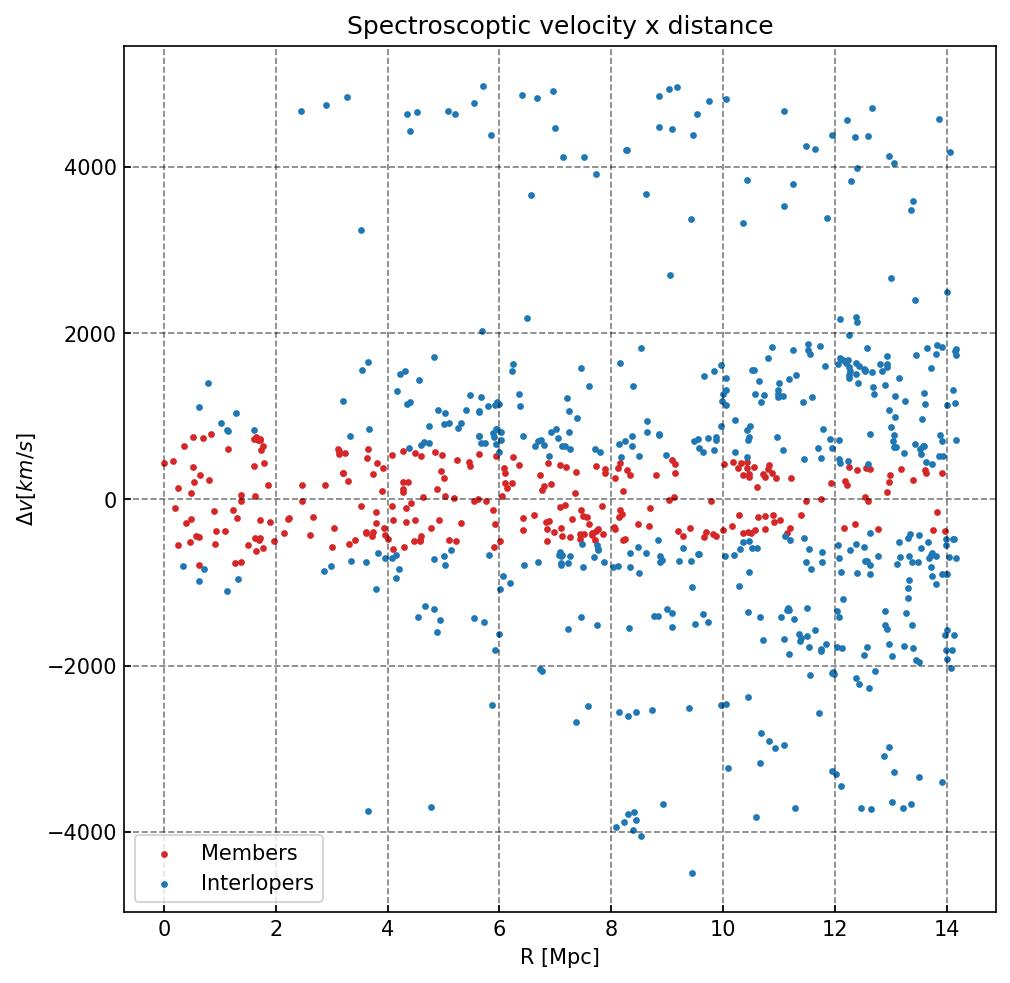 Spectroscoptic velocity x distance
Δv[km/s]
4000
2000
0
−2000
−4000
Members
Interlopers
0 2 4 6 8 10 12 14
R [Mpc]